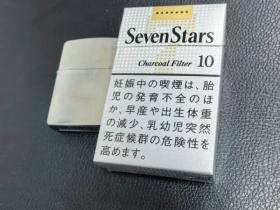 SevenStars
Charcoal Filter 10
妊娠中の喫煙は、胎
児の発育不全のほ
か、早産や出生体重
の減少、乳幼児突然
死症候群の危険性を
高めます。